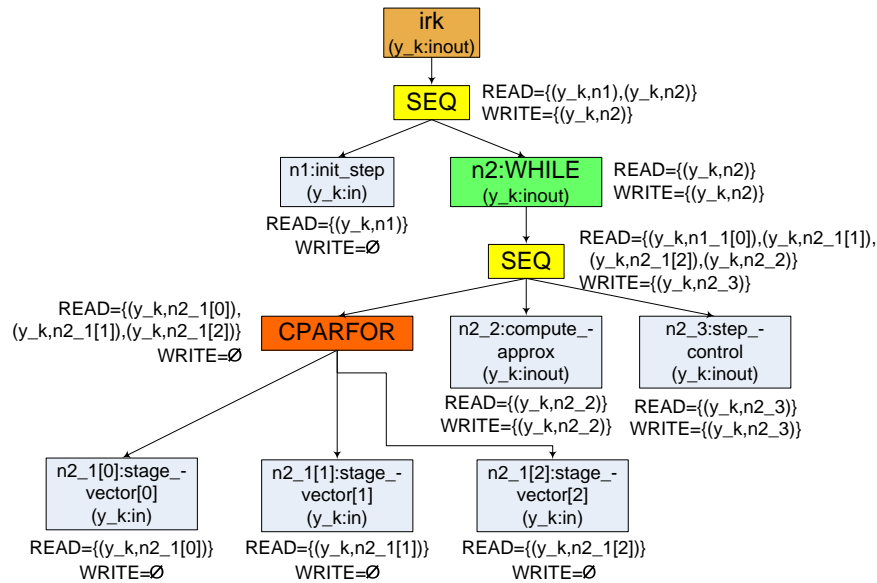 irk
(y_k:inout)
SEQ
READ={(y_k,n1),(y_k,n2)}
WRITE={(y_k,n2)}
n1:init_step
(y_k:in)
READ={(y_k,n1)}
WRITE=Ø
n2:WHILE
(y_k:inout)
READ={(y_k,n2)}
WRITE={(y_k,n2)}
SEQ
READ={(y_k,n1_1[0]),(y_k,n2_1[1]),
(y_k,n2_1[2]),(y_k,n2_2)}
WRITE={(y_k,n2_3)}
READ={(y_k,n2_1[0]),
(y_k,n2_1[1]),(y_k,n2_1[2])}
WRITE=Ø
CPARFOR
n2_2:compute_-
approx
(y_k:inout)
READ={(y_k,n2_2)}
WRITE={(y_k,n2_2)}
n2_3:step_-
control
(y_k:inout)
READ={(y_k,n2_3)}
WRITE={(y_k,n2_3)}
n2_1[0]:stage_-
vector[0]
(y_k:in)
READ={(y_k,n2_1[0])}
WRITE=Ø
n2_1[1]:stage_-
vector[1]
(y_k:in)
READ={(y_k,n2_1[1])}
WRITE=Ø
n2_1[2]:stage_-
vector[2]
(y_k:in)
READ={(y_k,n2_1[2])}
WRITE=Ø